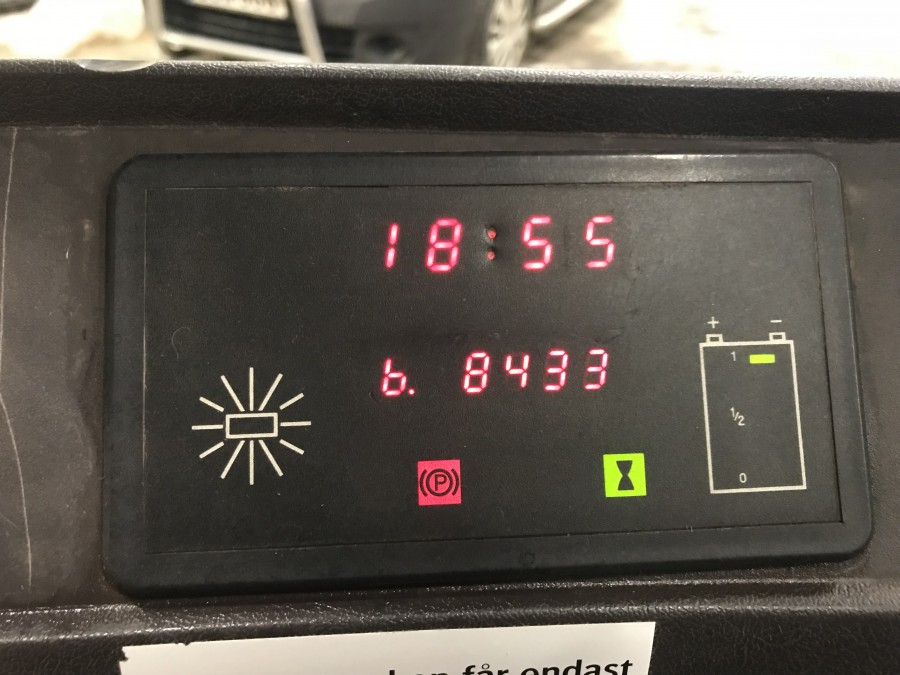 18:55
b. 8433
+ -
1
1/2
0
P
får endast